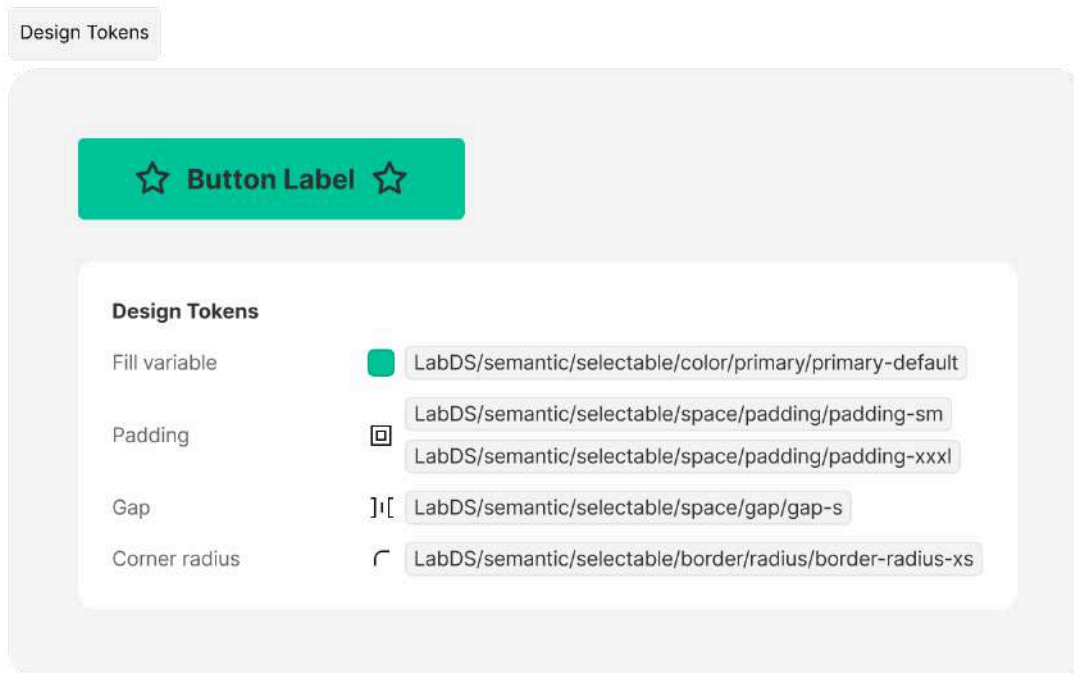 Design Tokens
Button Label
Design Tokens
Fill variable LabDS/semantic/selectable/color/primary/primary-default
Padding LabDS/semantic/selectable/space/padding/padding-sm
LabDS/semantic/selectable/space/padding/padding-xxxl
Gap LabDS/semantic/selectable/space/gap/gap-s
Corner radius LabDS/semantic/selectable/border/radius/border-radius-xs